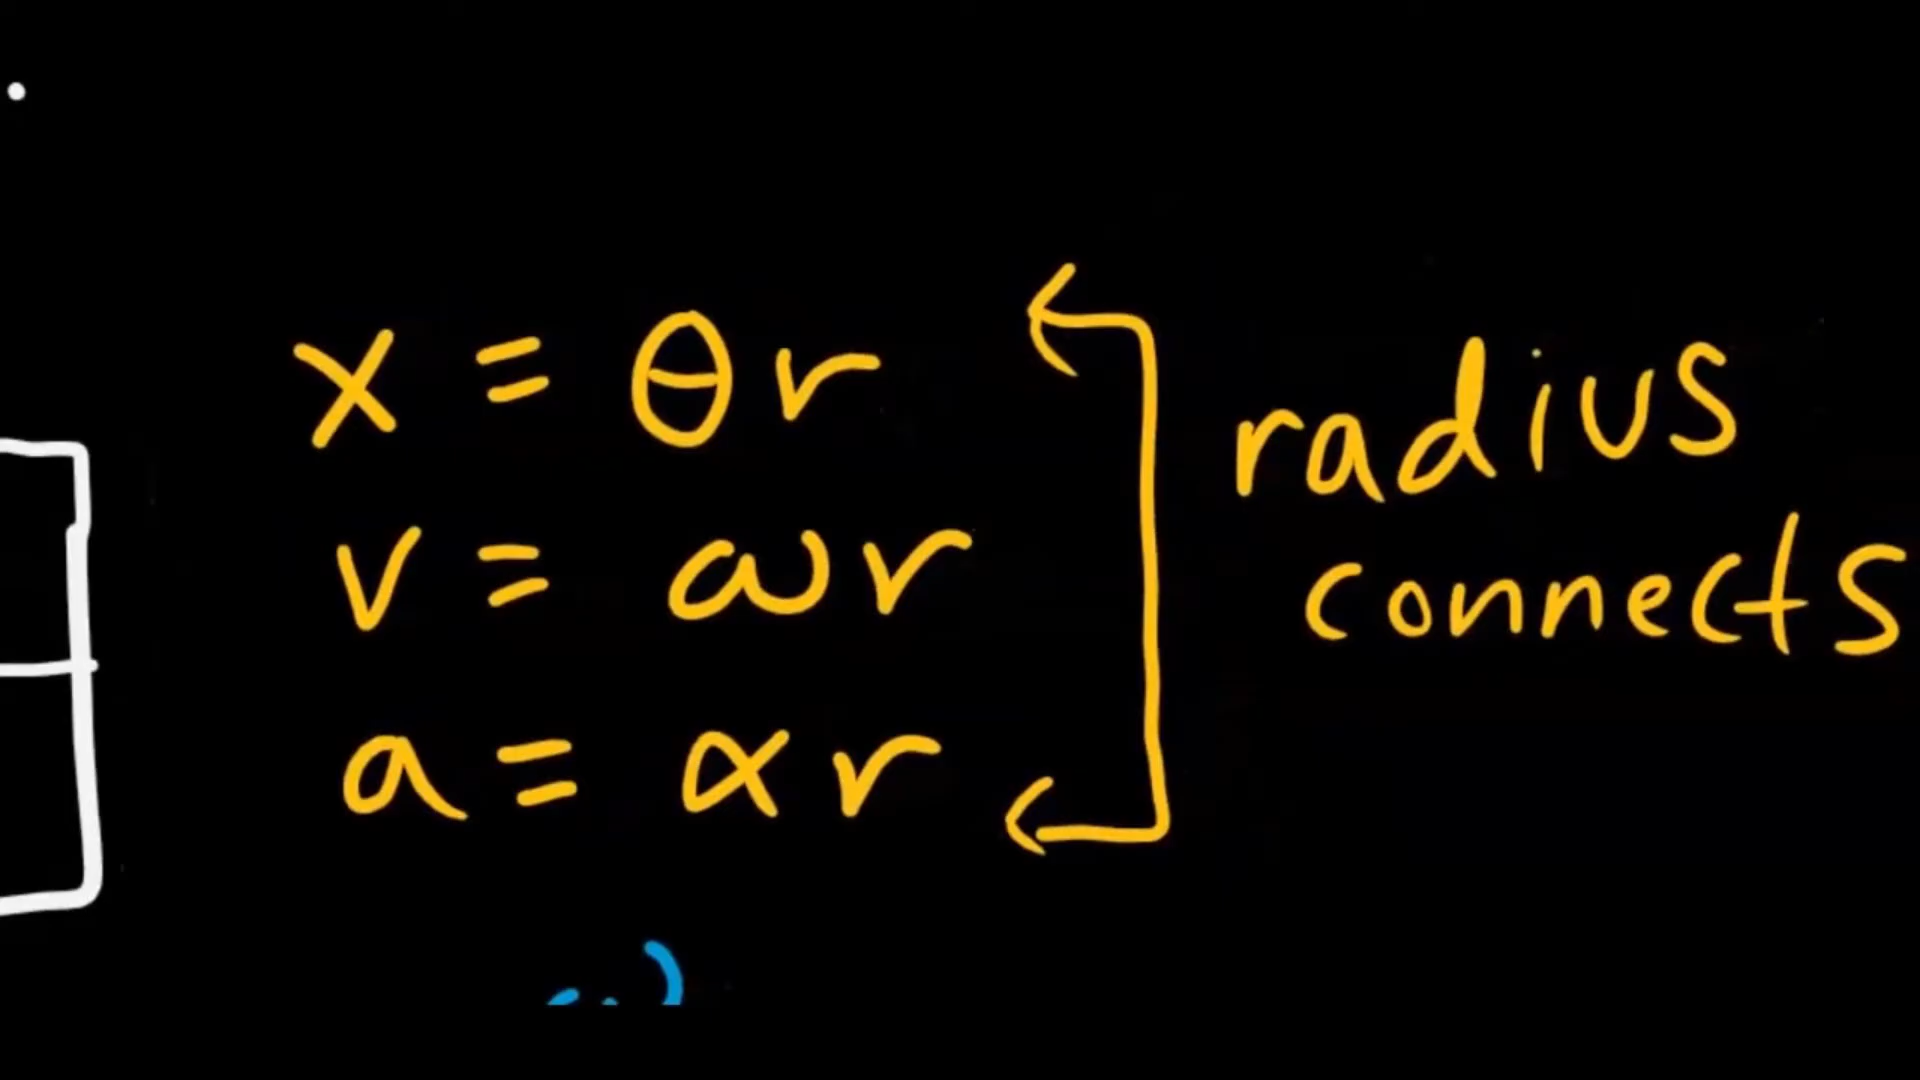 x = θr
v = ωr
a = αr
radius
connects